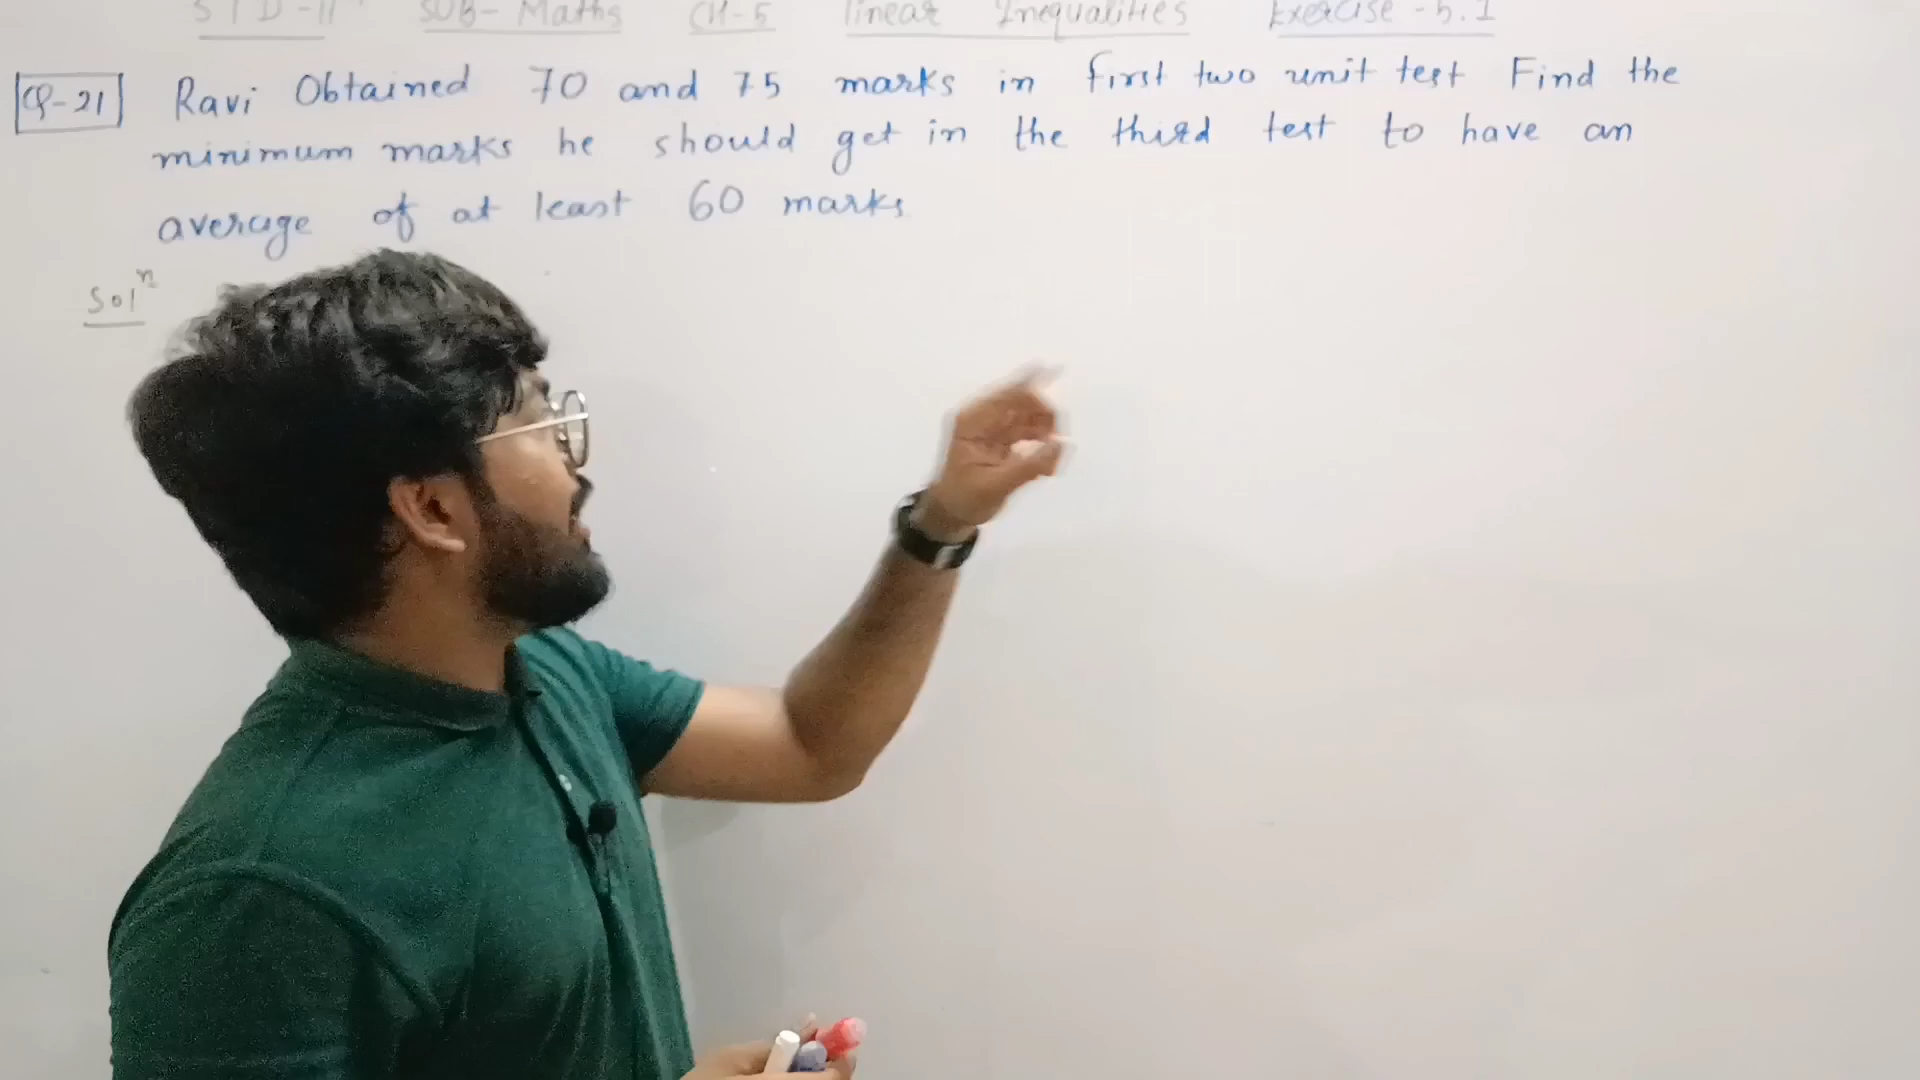 STD-11 SUB- Maths CH-5 linear Inequalities Exercise -5.1
Q-21 Ravi Obtained 70 and 75 marks in first two unit test Find the
minimum marks he should get in the third test to have an
average of at least 60 marks
Solⁿ